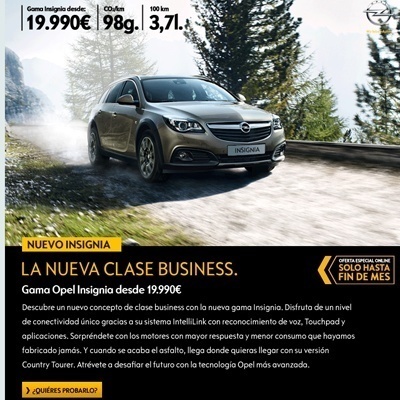 Gama Insignia desde: CO₂/km 100 km
19.990€ 98g. 3,7l.
INSIGNIA
NUEVO INSIGNIA
LA NUEVA CLASE BUSINESS.
OFERTA ESPECIAL ONLINE
SOLO HASTA
FIN DE MES
Gama Opel Insignia desde 19.990€
Descubre un nuevo concepto de clase business con la nueva gama Insignia. Disfruta de un nivel
de conectividad único gracias a su sistema IntelliLink con reconocimiento de voz, Touchpad y
aplicaciones. Sorpréndete con los motores con mayor respuesta y menor consumo que hayamos
fabricado jamás. Y cuando se acaba el asfalto, llega donde quieras llegar con su versión
Country Tourer. Atrévete a desafiar el futuro con la tecnología Opel más avanzada.
› ¿QUIÉRES PROBARLO?